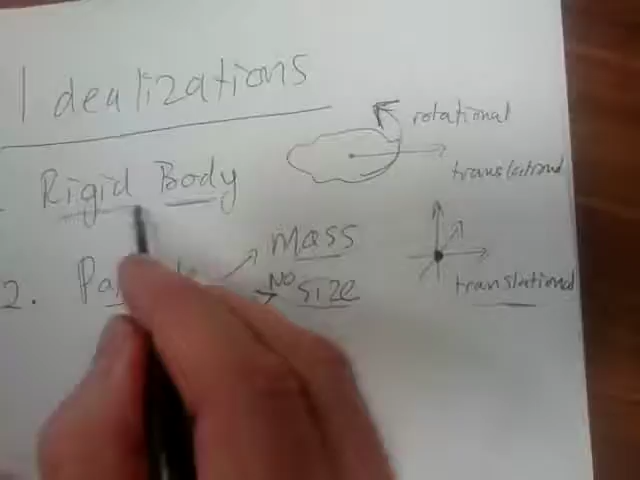 Idealizations
Rigid Body
rotational
translational
2.
mass
No size
translational